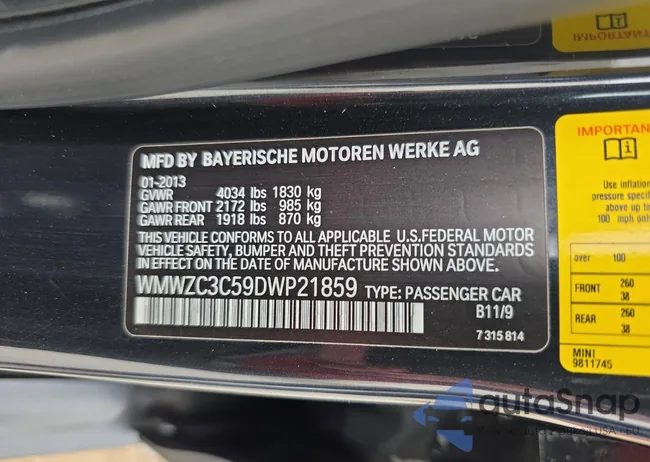 IMPORTANT
MFD BY BAYERISCHE MOTOREN WERKE AG
01-2013
GVWR 4034 lbs 1830 kg
GAWR FRONT 2172 lbs 985 kg
GAWR REAR 1918 lbs 870 kg
THIS VEHICLE CONFORMS TO ALL APPLICABLE U.S.FEDERAL MOTOR
VEHICLE SAFETY, BUMPER AND THEFT PREVENTION STANDARDS
IN EFFECT ON THE DATE OF MANUFACTURE SHOWN ABOVE.
WMWZC3C59DWP21859 TYPE: PASSENGER CAR
B11/9
7 315 814
IMPORTAN
Use inflation
pressure specif
above up to
100 mph onl
over 100
FRONT 260
38
REAR 260
38
MINI
9811745
autoSnap